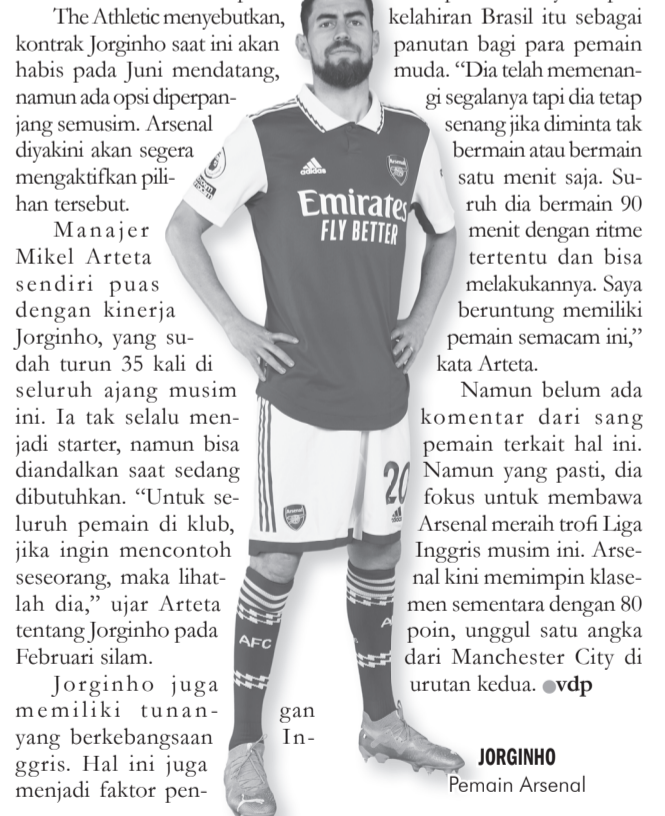 The Athletic menyebutkan,
kontrak Jorginho saat ini akan
habis pada Juni mendatang,
namun ada opsi diperpan-
jang semusim. Arsenal
diyakini akan segera
mengaktifkan pili-
han tersebut.
Manajer
Mikel Arteta
sendiri puas
dengan kinerja
Jorginho, yang su-
dah turun 35 kali di
seluruh ajang musim
ini. Ia tak selalu men-
jadi starter, namun bisa
diandalkan saat sedang
dibutuhkan. “Untuk se-
luruh pemain di klub,
jika ingin mencontoh
seseorang, maka lihat-
lah dia,” ujar Arteta
tentang Jorginho pada
Februari silam.
Jorginho juga
memiliki tunan- gan
yang berkebangsaan In-
ggris. Hal ini juga
menjadi faktor pen-
kelahiran Brasil itu sebagai
panutan bagi para pemain
muda. “Dia telah memenan-
gi segalanya tapi dia tetap
senang jika diminta tak
bermain atau bermain
satu menit saja. Su-
ruh dia bermain 90
menit dengan ritme
tertentu dan bisa
melakukannya. Saya
beruntung memiliki
pemain semacam ini,”
kata Arteta.
Namun belum ada
komentar dari sang
pemain terkait hal ini.
Namun yang pasti, dia
fokus untuk membawa
Arsenal meraih trofi Liga
Inggris musim ini. Arse-
nal kini memimpin klase-
men sementara dengan 80
poin, unggul satu angka
dari Manchester City di
urutan kedua. ●vdp
adidas
Arsenal
Emirates
FLY BETTER
20
Arsenal
AFC
A
JORGINHO
Pemain Arsenal